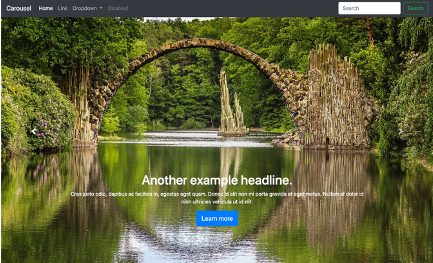 Carousel Home Link Dropdown Disabled Search Search
Another example headline.
Cras justo odio, dapibus ac facilisis in, egestas eget quam. Donec id elit non mi porta gravida at eget metus. Nullam id dolor id
nibh ultricies vehicula ut id elit.
Learn more